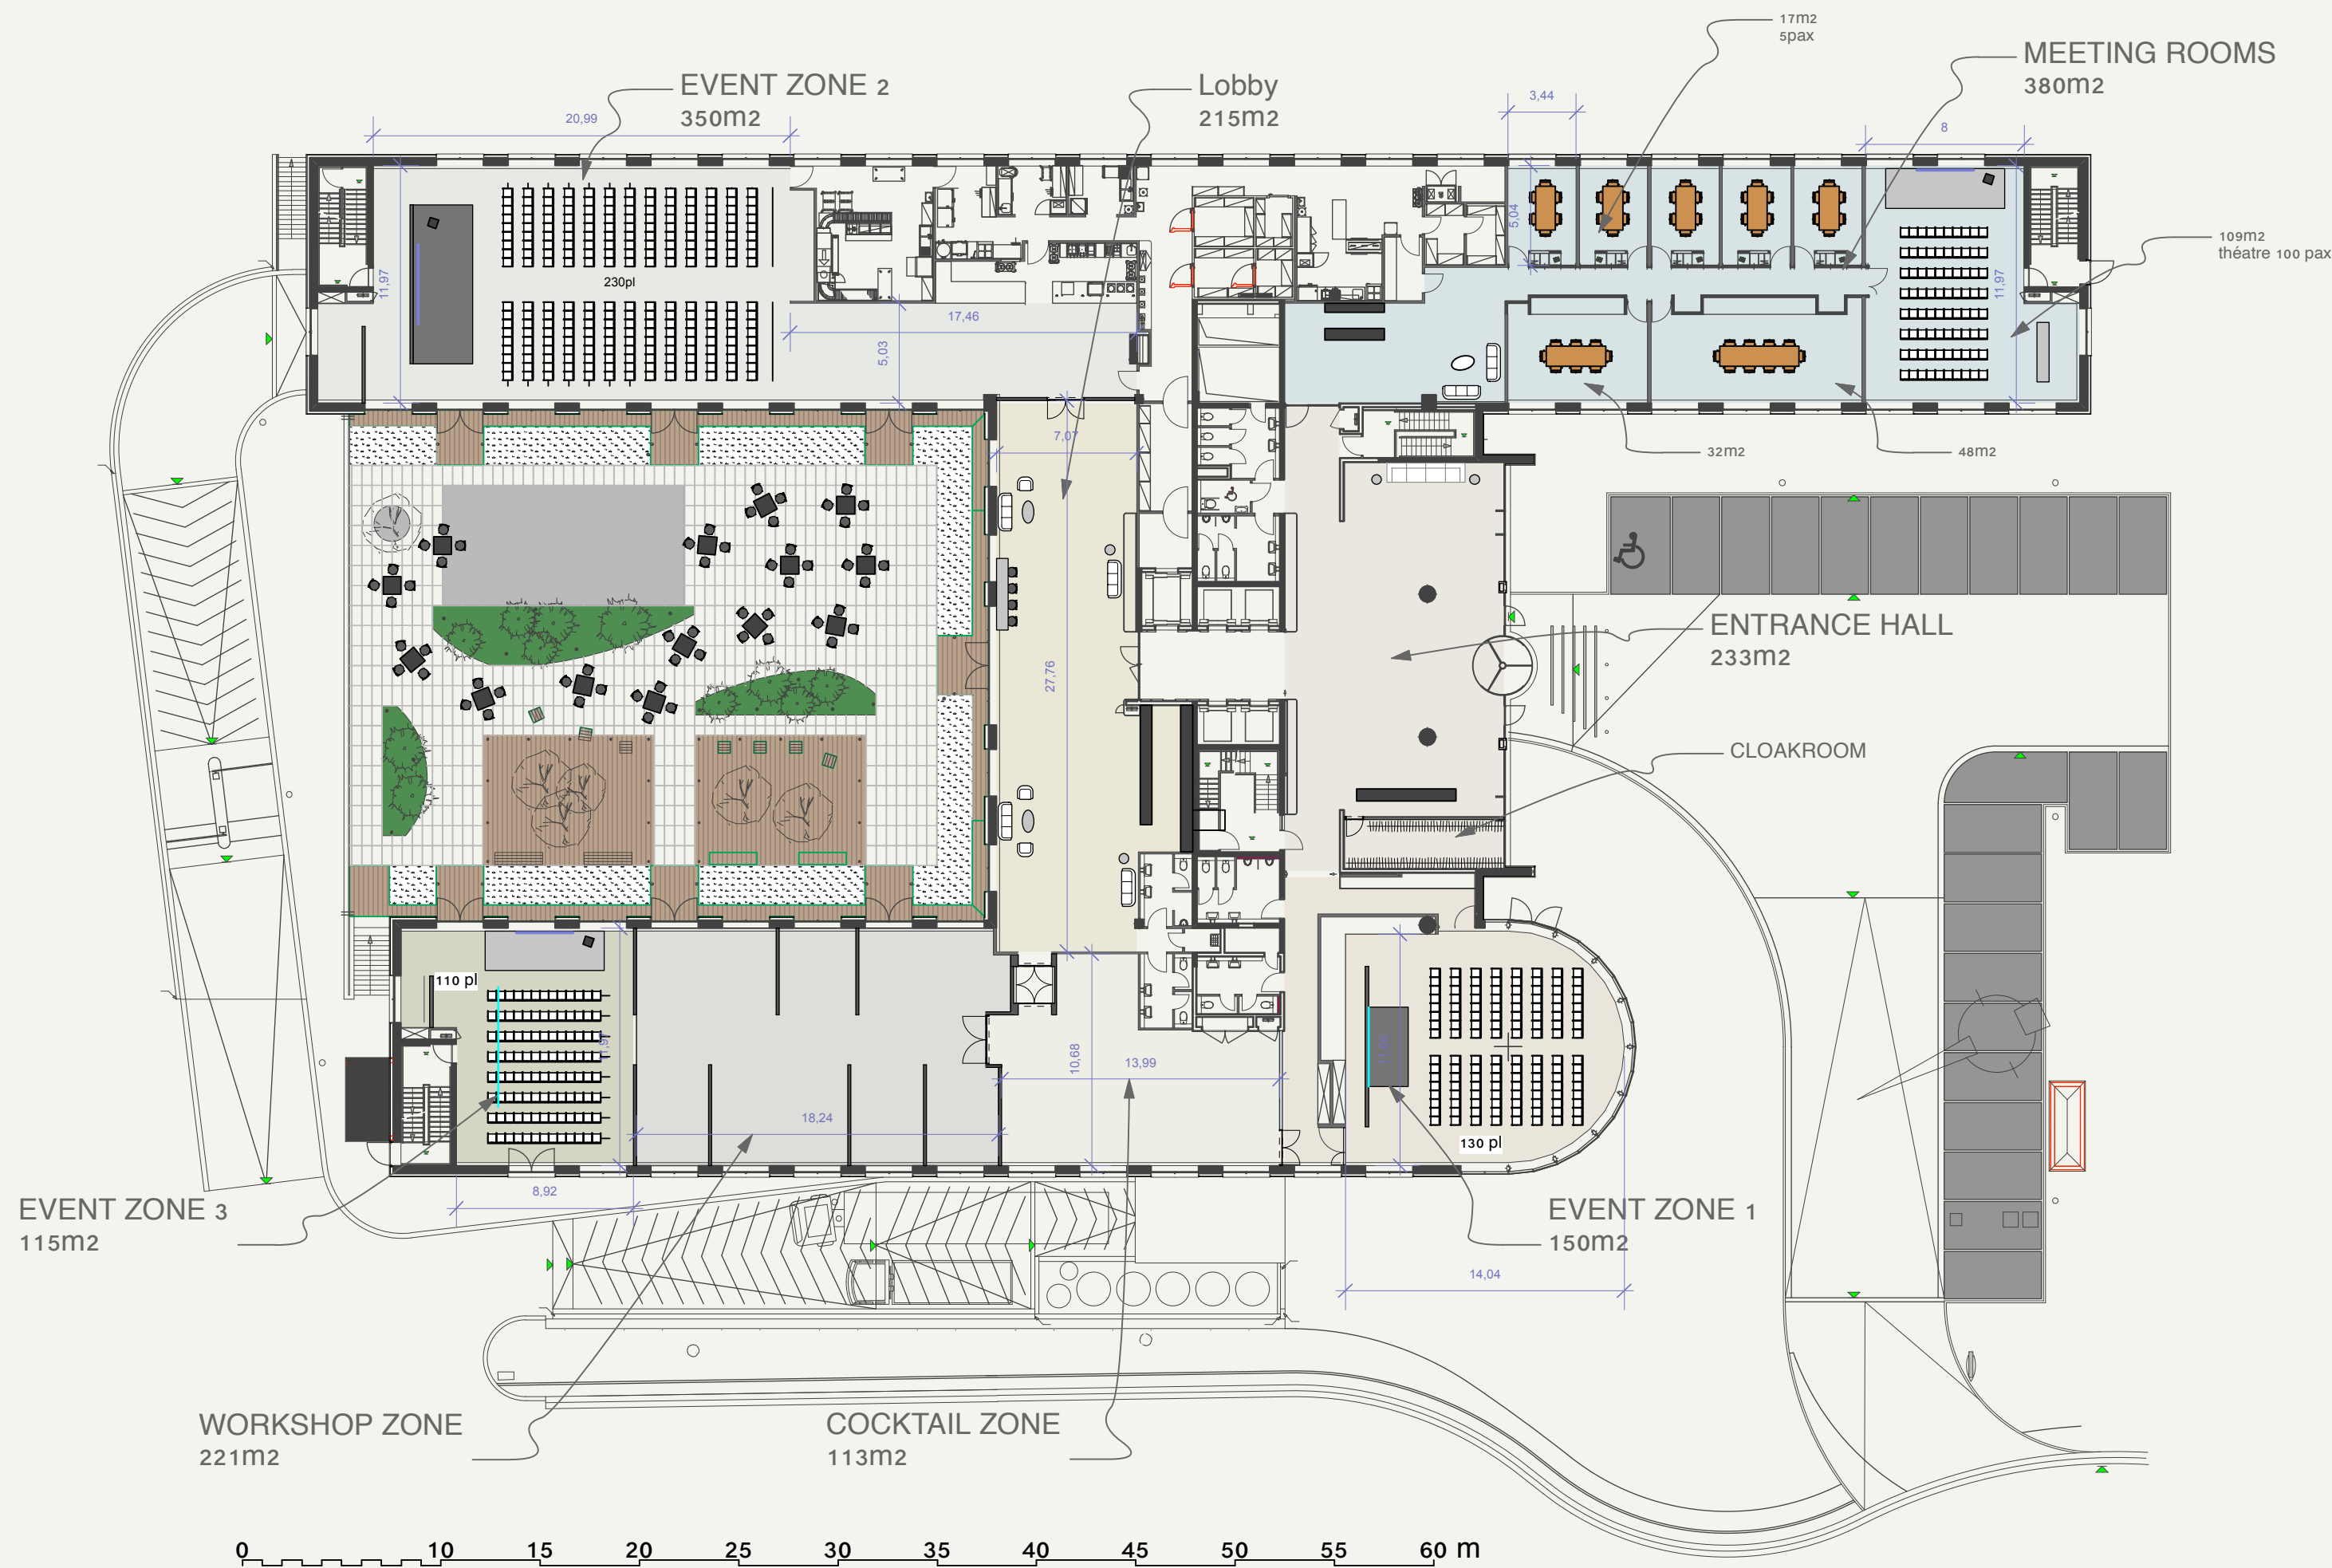 17m2
5pax
MEETING ROOMS
380m2
EVENT ZONE 2
350m2
Lobby
215m2
3,44
20,99
8
5,04
109m2
théatre 100 pax
11,97
230pl
11,97
17,46
5,03
7,07
32m2
48m2
ENTRANCE HALL
233m2
27,76
CLOAKROOM
110 pl
10,68
13,99
18,24
130 pl
8,92
EVENT ZONE 3
115m2
EVENT ZONE 1
150m2
14,04
WORKSHOP ZONE
221m2
COCKTAIL ZONE
113m2
0 10 15 20 25 30 35 40 45 50 55 60 m